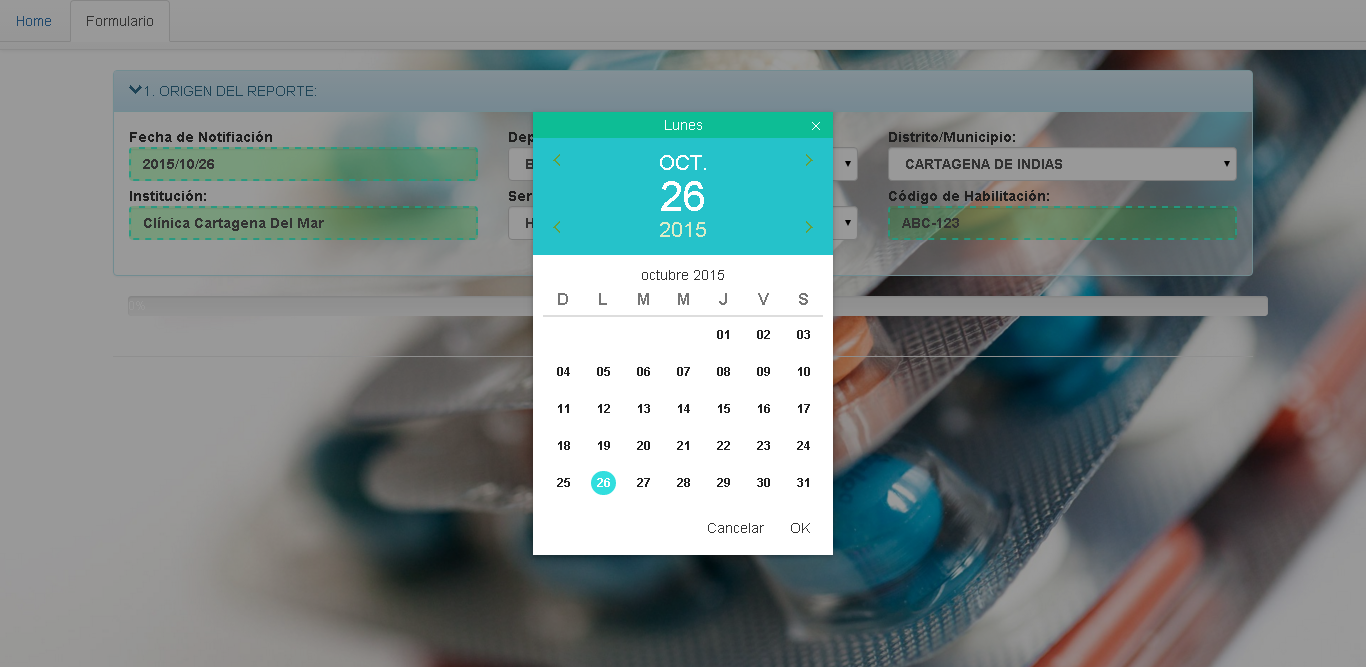 Home
Formulario
1. ORIGEN DEL REPORTE:
Fecha de Notifiación
Dep
Distrito/Municipio:
2015/10/26
B
CARTAGENA DE INDIAS
Institución:
Ser
Código de Habilitación:
Clínica Cartagena Del Mar
H
ABC-123
Lunes ×
OCT.
26
2015
octubre 2015
D L M M J V S
01 02 03
04 05 06 07 08 09 10
11 12 13 14 15 16 17
18 19 20 21 22 23 24
25 26 27 28 29 30 31
Cancelar OK